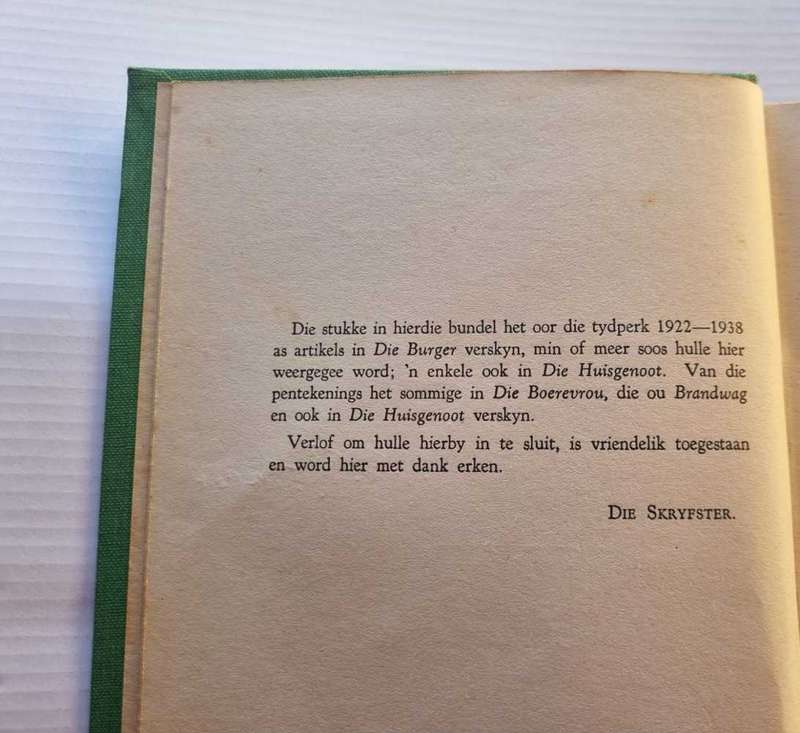 Die stukke in hierdie bundel het oor die tydperk 1922—1938
as artikels in Die Burger verskyn, min of meer soos hulle hier
weergegee word; 'n enkele ook in Die Huisgenoot. Van die
pentekenings het sommige in Die Boerevrou, die ou Brandwag
en ook in Die Huisgenoot verskyn.
Verlof om hulle hierby in te sluit, is vriendelik toegestaan
en word hier met dank erken.
Die Skryfster.